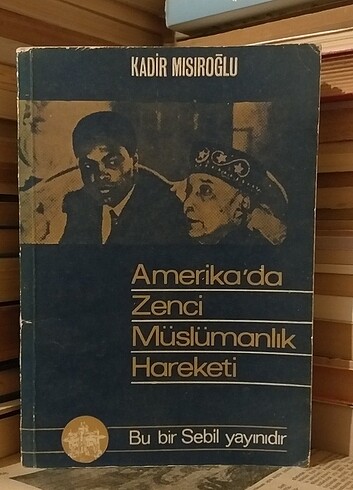 KADİR MISIROĞLU
Amerika'da
Zenci
Müslümanlık
Hareketi
Bu bir Sebil yayınıdır